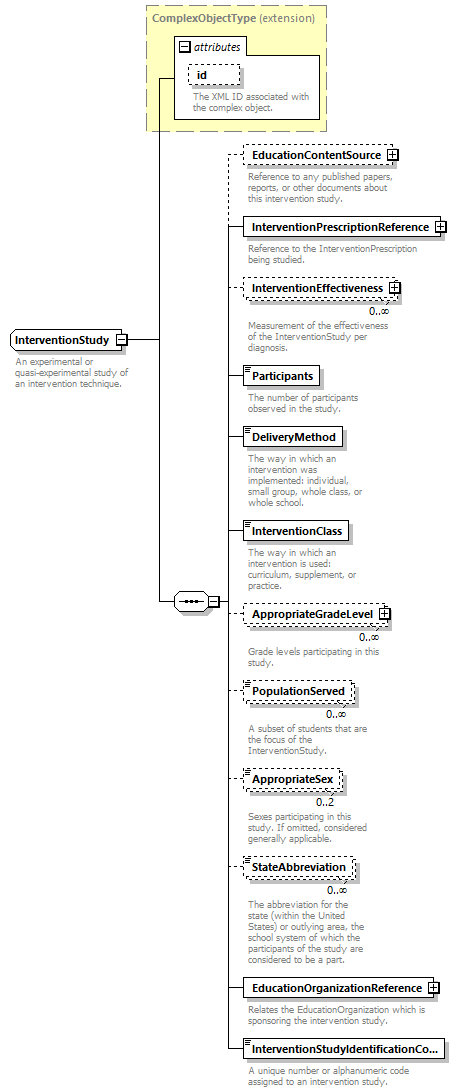 ComplexObjectType (extension)
attributes
id
The XML ID associated with
the complex object.
EducationContentSource
Reference to any published papers,
reports, or other documents about
this intervention study.
InterventionPrescriptionReference
Reference to the InterventionPrescription
being studied.
InterventionEffectiveness
0..∞
Measurement of the effectiveness
of the InterventionStudy per
diagnosis.
InterventionStudy
An experimental or
quasi-experimental study of
an intervention technique.
Participants
The number of participants
observed in the study.
DeliveryMethod
The way in which an
intervention was
implemented: individual,
small group, whole class, or
whole school.
InterventionClass
The way in which an
intervention is used:
curriculum, supplement, or
practice.
AppropriateGradeLevel
0..∞
Grade levels participating in this
study.
PopulationServed
0..∞
A subset of students that are
the focus of the
InterventionStudy.
AppropriateSex
0..2
Sexes participating in this
study. If omitted, considered
generally applicable.
StateAbbreviation
0..∞
The abbreviation for the
state (within the United
States) or outlying area, the
school system of which the
participants of the study are
considered to be a part.
EducationOrganizationReference
Relates the EducationOrganization which is
sponsoring the intervention study.
InterventionStudyIdentificationCo...
A unique number or alphanumeric code
assigned to an intervention study.